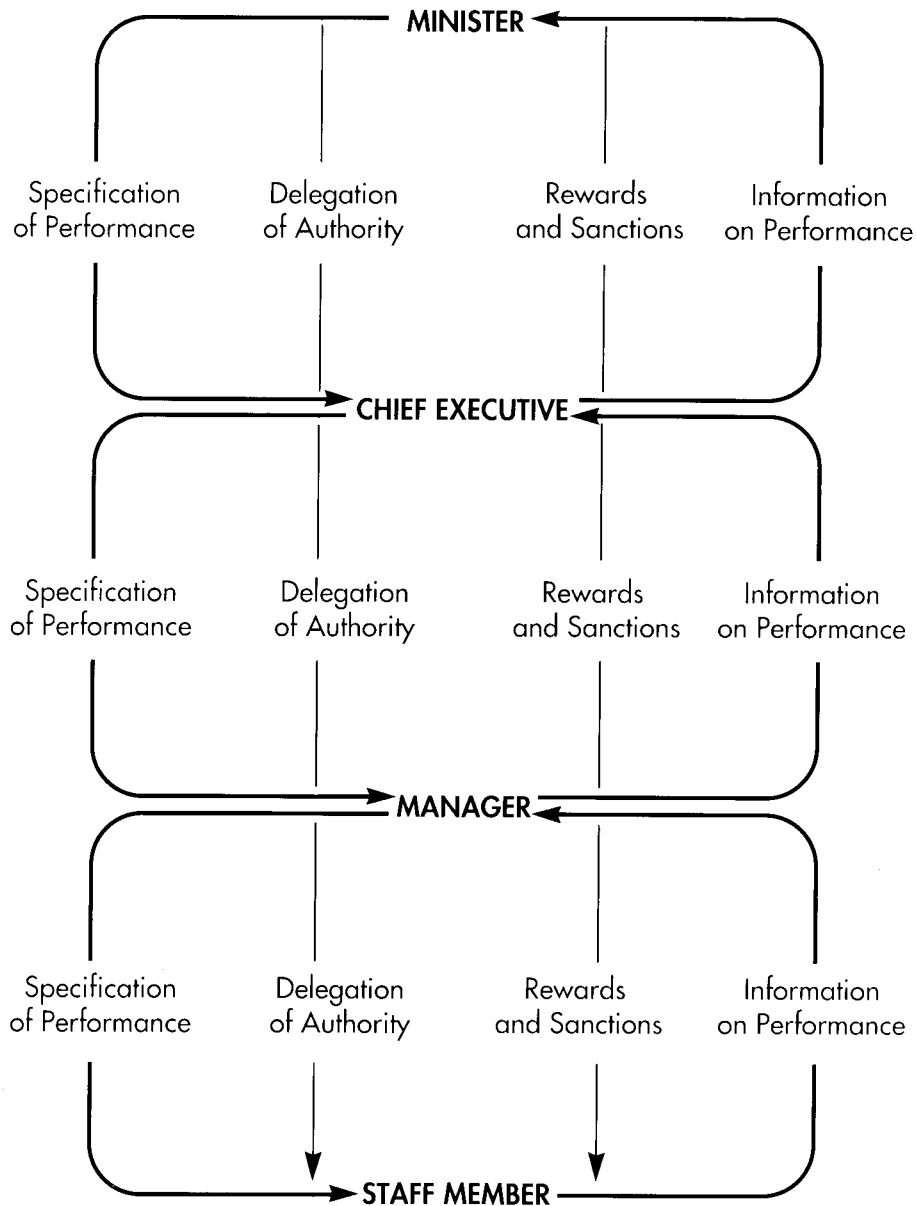 MINISTER
Specification
of Performance
Delegation
of Authority
Rewards
and Sanctions
Information
on Performance
CHIEF EXECUTIVE
Specification
of Performance
Delegation
of Authority
Rewards
and Sanctions
Information
on Performance
MANAGER
Specification
of Performance
Delegation
of Authority
Rewards
and Sanctions
Information
on Performance
STAFF MEMBER